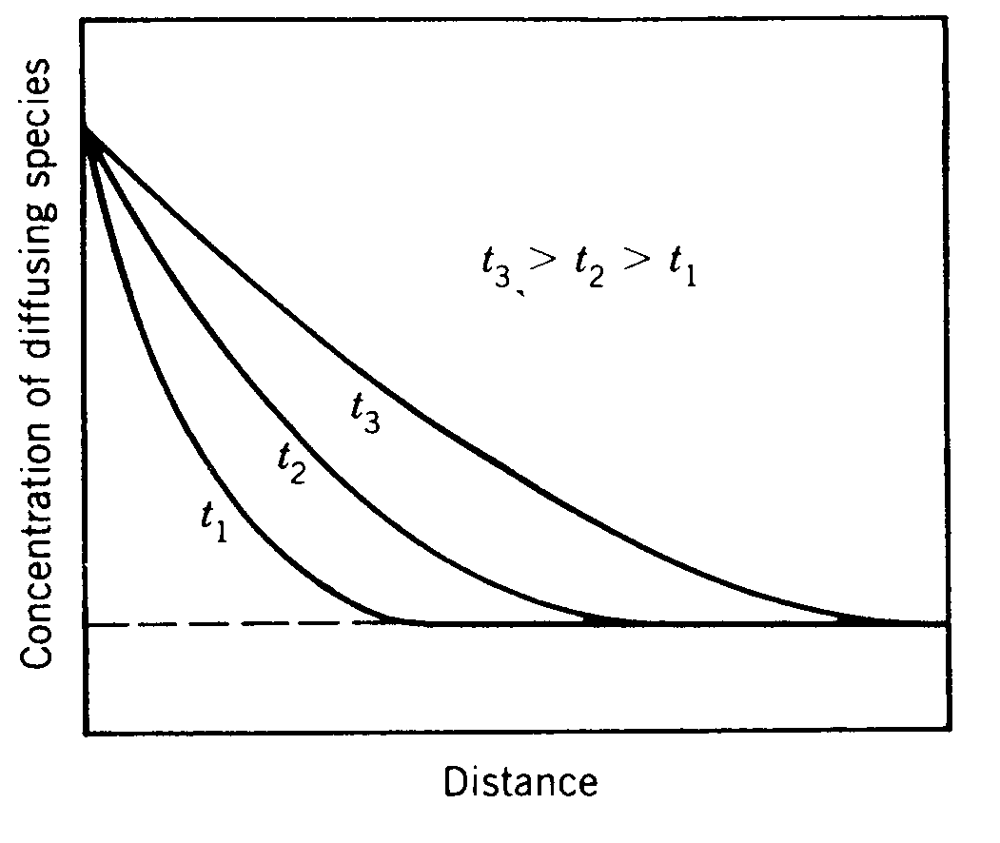 Concentration of diffusing species
t₃ > t₂ > t₁
t₃
t₂
t₁
Distance